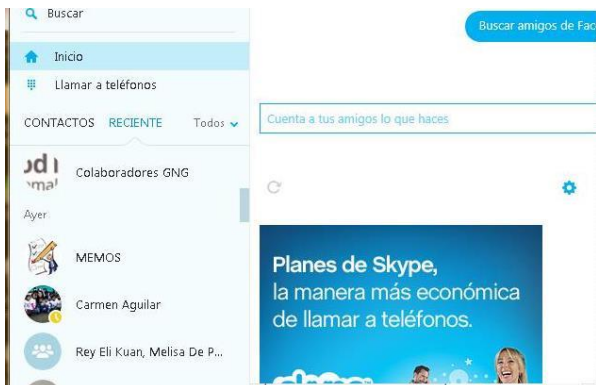 Buscar
Buscar amigos de Fac
Inicio
Llamar a teléfonos
CONTACTOS RECIENTE Todos
Cuenta a tus amigos lo que haces
Colaboradores GNG
Ayer
MEMOS
Carmen Aguilar
Rey Eli Kuan, Melisa De P...
Planes de Skype,
la manera más económica
de llamar a teléfonos.
skype